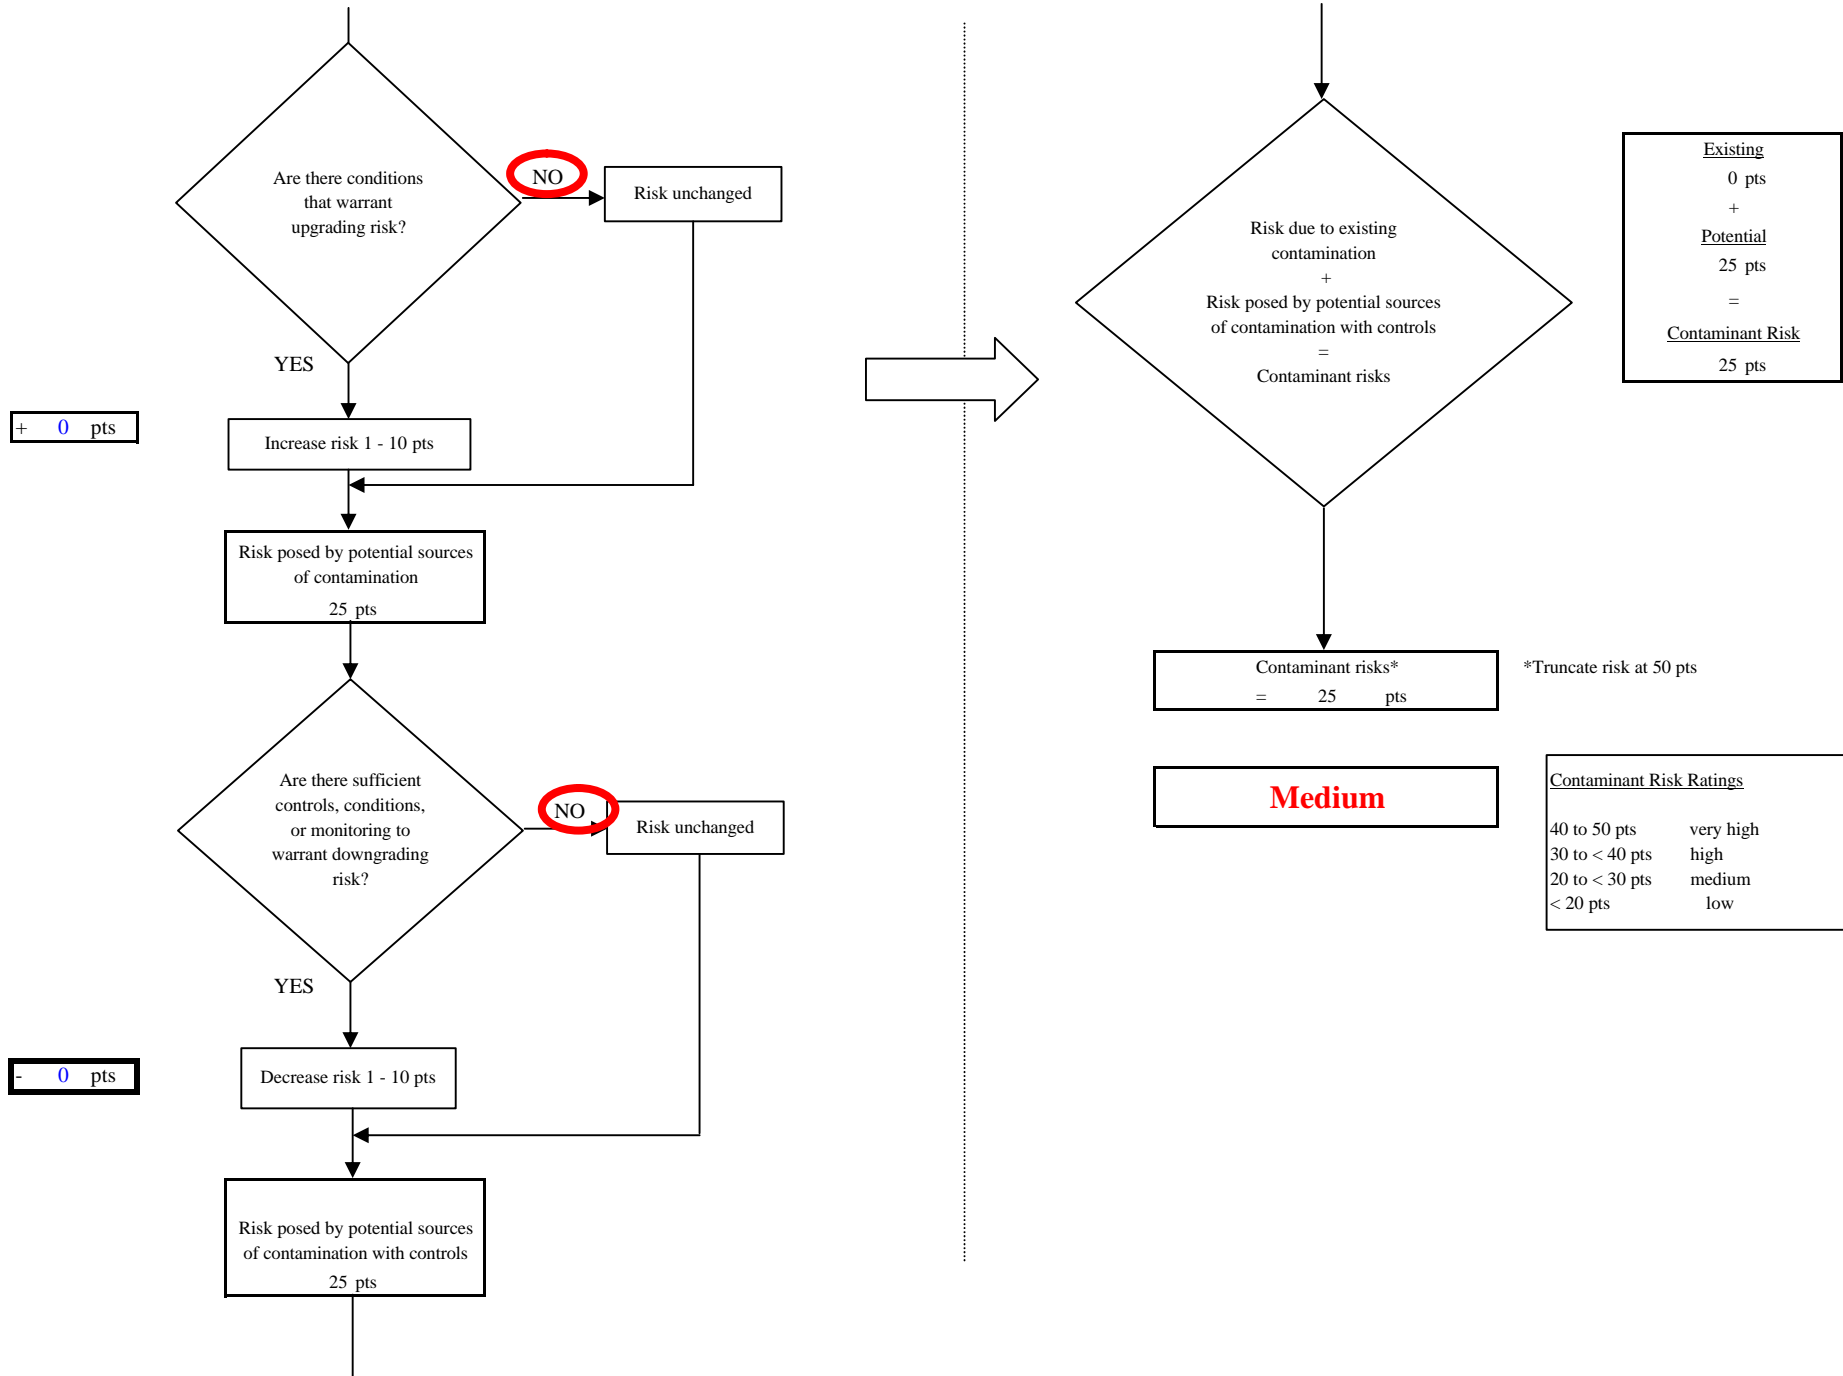 Are there conditions
that warrant
upgrading risk?
NO
Risk unchanged
YES
+ 0 pts
Increase risk 1 - 10 pts
Risk posed by potential sources
of contamination
25 pts
Are there sufficient
controls, conditions,
or monitoring to
warrant downgrading
risk?
NO
Risk unchanged
YES
- 0 pts
Decrease risk 1 - 10 pts
Risk posed by potential sources
of contamination with controls
25 pts
Risk due to existing
contamination
+
Risk posed by potential sources
of contamination with controls
=
Contaminant risks
Existing
0 pts
+
Potential
25 pts
=
Contaminant Risk
25 pts
Contaminant risks*
= 25 pts
*Truncate risk at 50 pts
Medium
Contaminant Risk Ratings
40 to 50 pts very high
30 to < 40 pts high
20 to < 30 pts medium
< 20 pts low